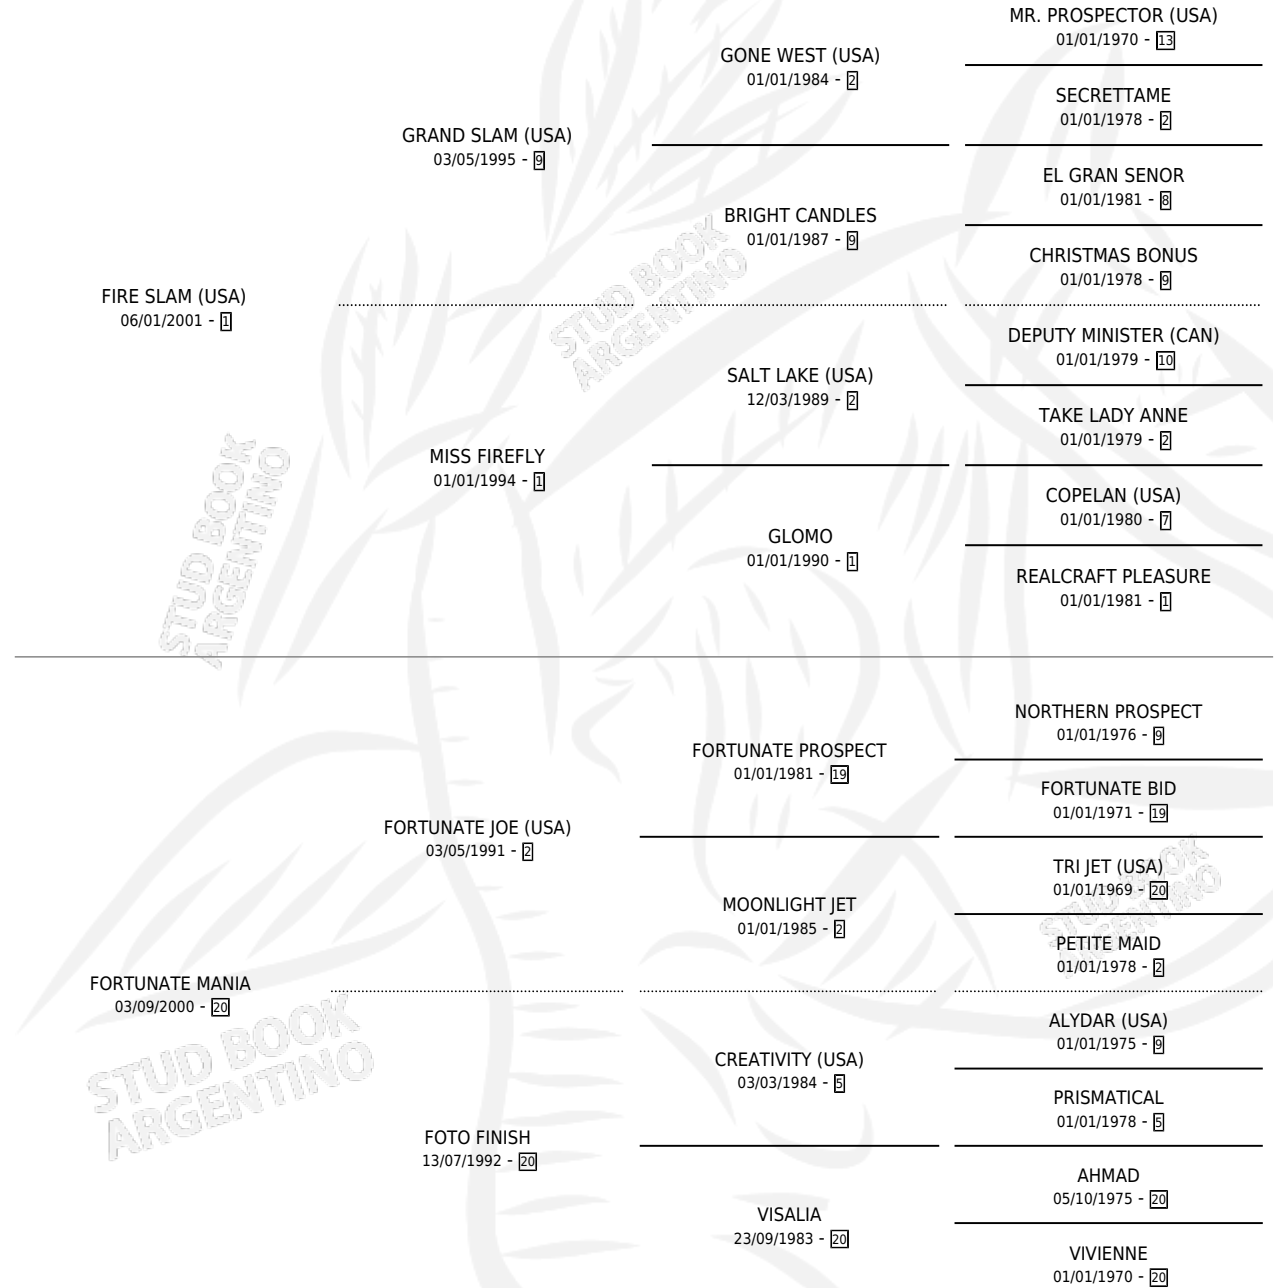 MR. PROSPECTOR (USA)
01/01/1970 - 13
GONE WEST (USA)
01/01/1984 - 2
SECRETTAME
01/01/1978 - 2
GRAND SLAM (USA)
03/05/1995 - 9
EL GRAN SENOR
01/01/1981 - 8
BRIGHT CANDLES
01/01/1987 - 9
CHRISTMAS BONUS
01/01/1978 - 9
FIRE SLAM (USA)
06/01/2001 - 1
DEPUTY MINISTER (CAN)
01/01/1979 - 10
SALT LAKE (USA)
12/03/1989 - 2
TAKE LADY ANNE
01/01/1979 - 2
MISS FIREFLY
01/01/1994 - 1
COPELAN (USA)
01/01/1980 - 7
GLOMO
01/01/1990 - 1
REALCRAFT PLEASURE
01/01/1981 - 1
NORTHERN PROSPECT
01/01/1976 - 9
FORTUNATE PROSPECT
01/01/1981 - 19
FORTUNATE BID
01/01/1971 - 19
FORTUNATE JOE (USA)
03/05/1991 - 2
TRI JET (USA)
01/01/1969 - 20
MOONLIGHT JET
01/01/1985 - 2
PETITE MAID
01/01/1978 - 2
FORTUNATE MANIA
03/09/2000 - 20
ALYDAR (USA)
01/01/1975 - 9
CREATIVITY (USA)
03/03/1984 - 5
PRISMATICAL
01/01/1978 - 5
FOTO FINISH
13/07/1992 - 20
AHMAD
05/10/1975 - 20
VISALIA
23/09/1983 - 20
VIVIENNE
01/01/1970 - 20
STUD BOOK
ARGENTINO
STUD BOOK
ARGENTINO
STUD BOOK
ARGENTINO
STUD BOOK
ARGENTINO